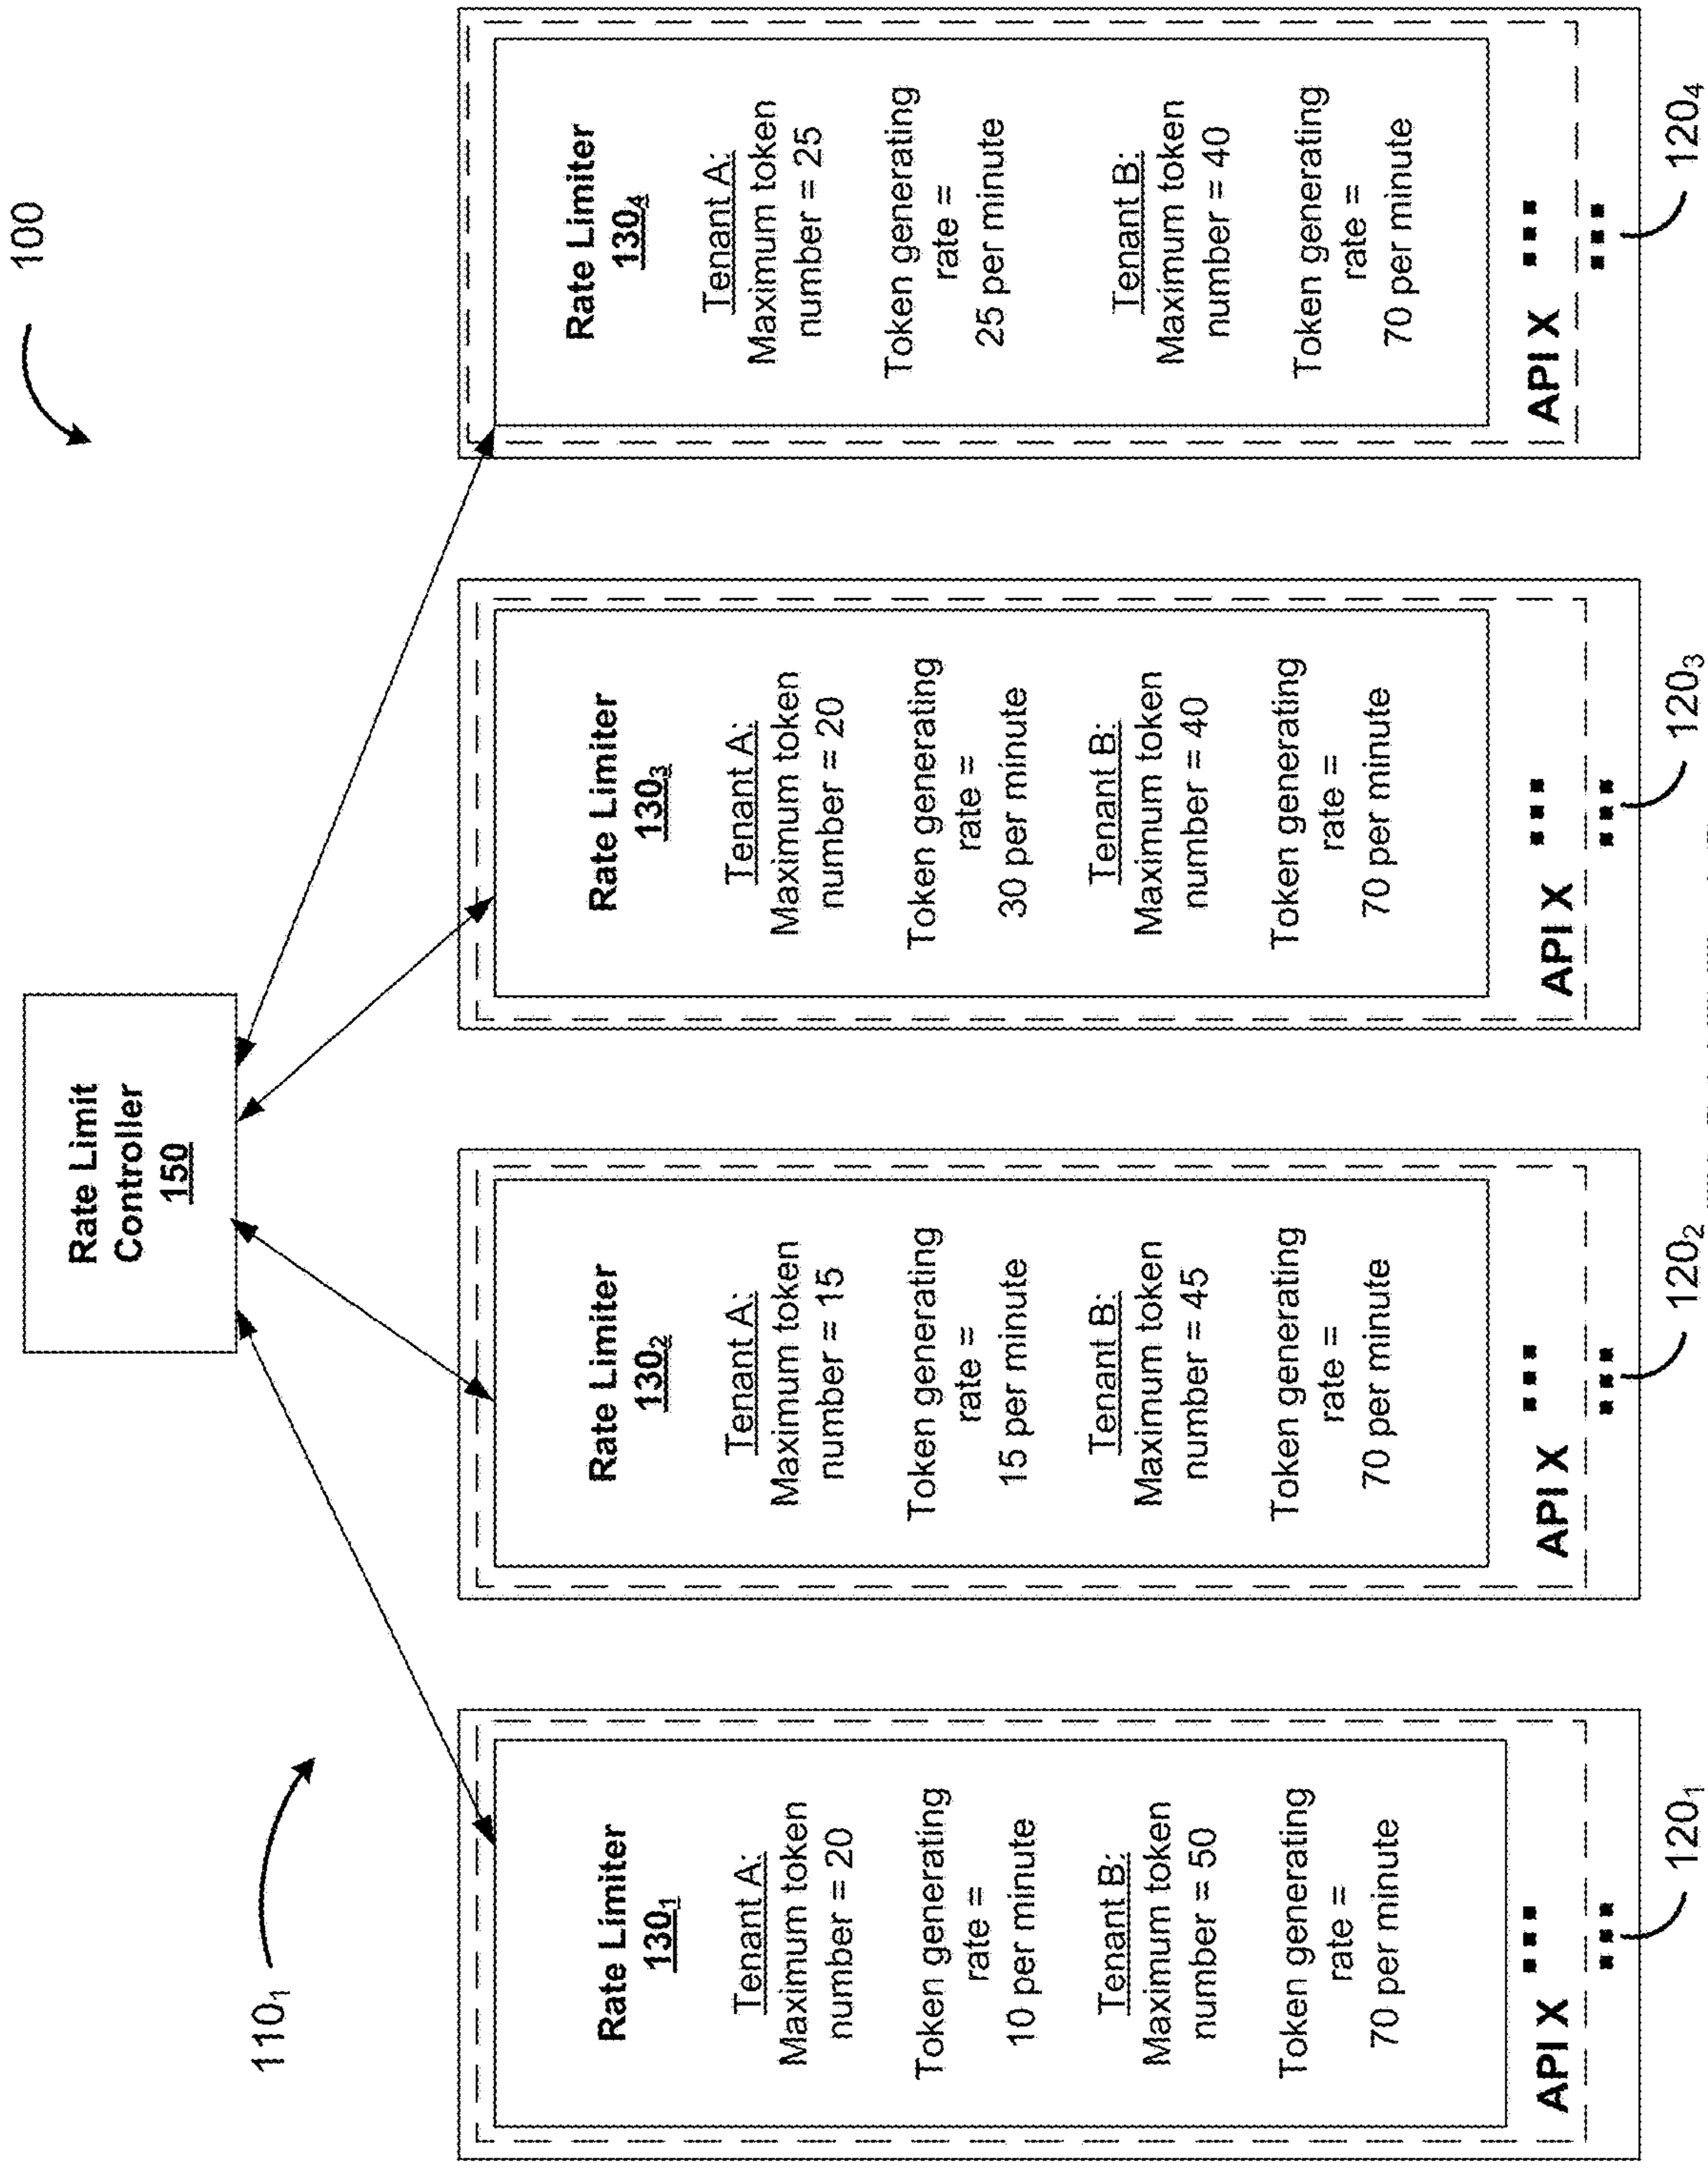 100
110₁
Rate Limit
Controller
150
Rate Limiter
130₁
Tenant A:
Maximum token
number = 20
Token generating
rate =
10 per minute
Tenant B:
Maximum token
number = 50
Token generating
rate =
70 per minute
API X
120₁
Rate Limiter
130₂
Tenant A:
Maximum token
number = 15
Token generating
rate =
15 per minute
Tenant B:
Maximum token
number = 45
Token generating
rate =
70 per minute
API X
120₂
Rate Limiter
130₃
Tenant A:
Maximum token
number = 20
Token generating
rate =
30 per minute
Tenant B:
Maximum token
number = 40
Token generating
rate =
70 per minute
API X
120₃
Rate Limiter
130₄
Tenant A:
Maximum token
number = 25
Token generating
rate =
25 per minute
Tenant B:
Maximum token
number = 40
Token generating
rate =
70 per minute
API X
120₄